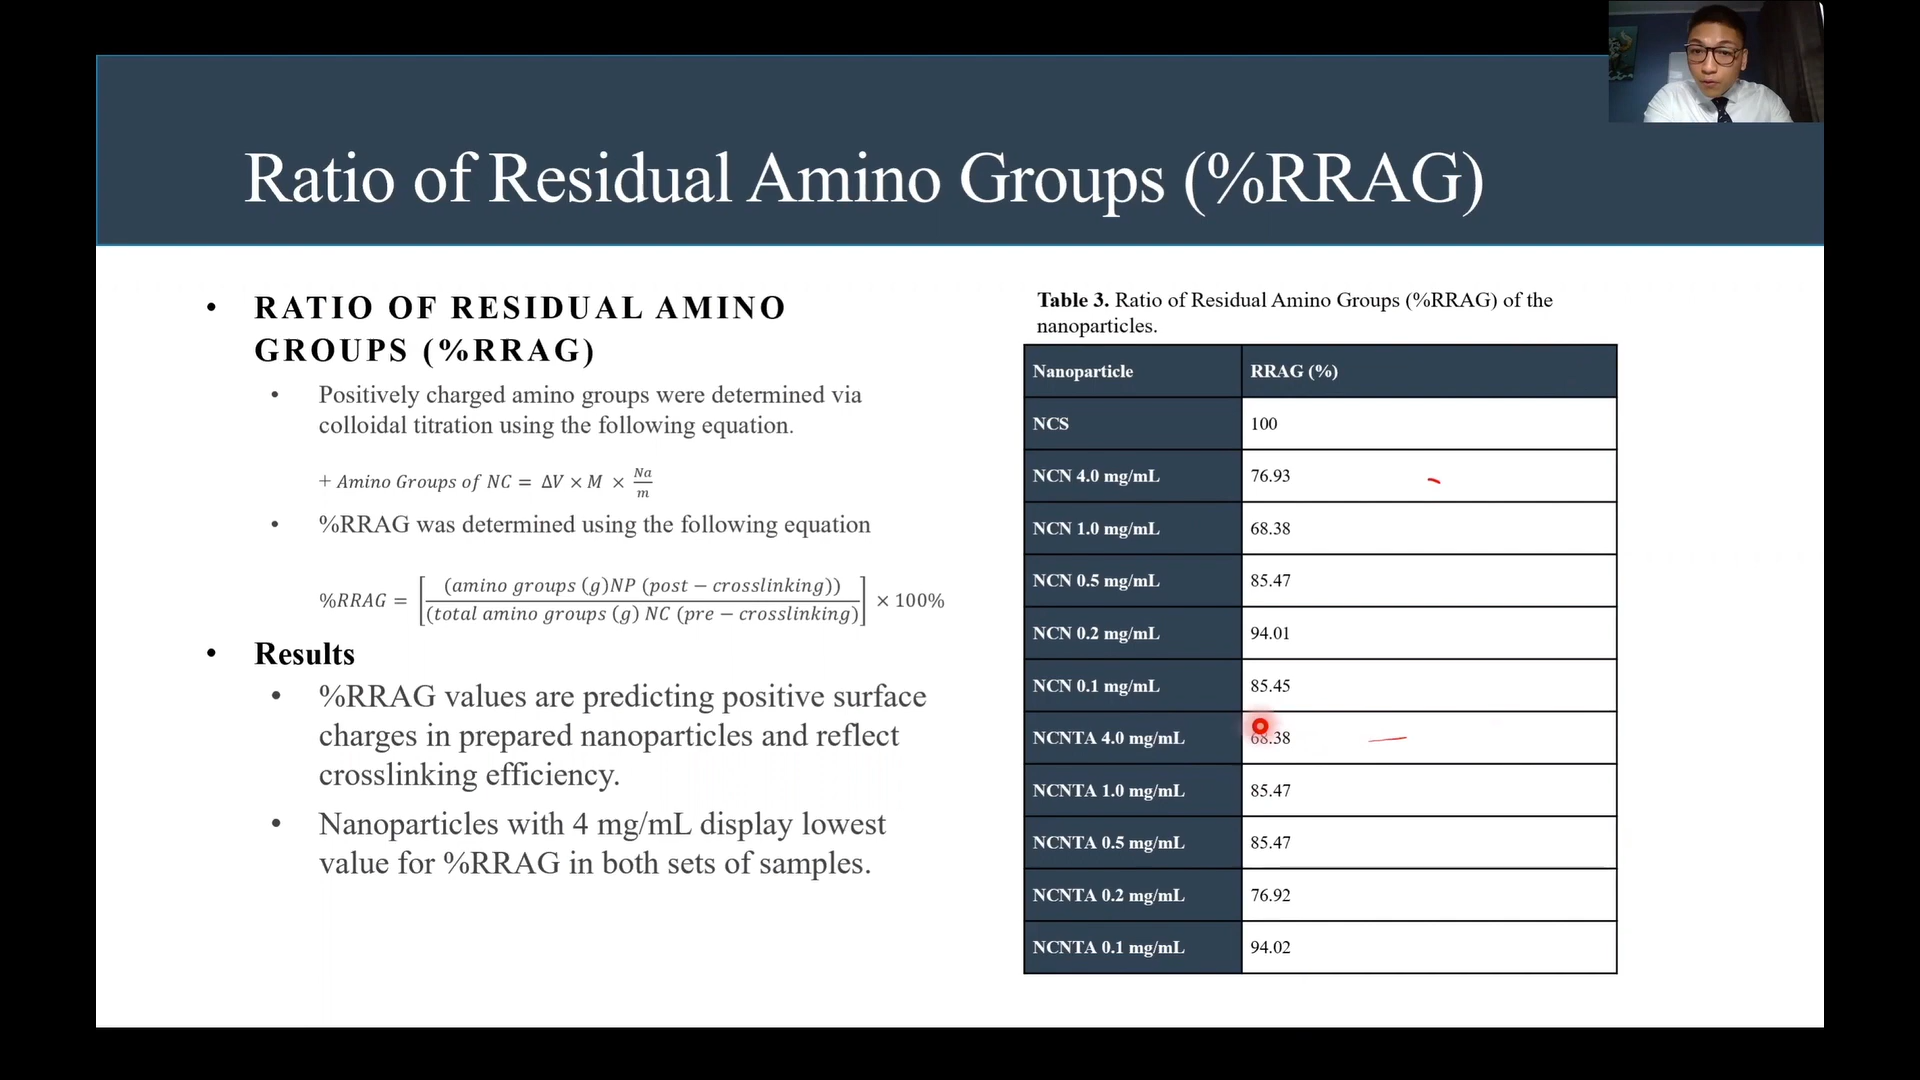 Ratio of Residual Amino Groups (%RRAG)
• RATIO OF RESIDUAL AMINO
GROUPS (%RRAG)
• Positively charged amino groups were determined via
colloidal titration using the following equation.
+ Amino Groups of NC = ΔV × M × Na/m
• %RRAG was determined using the following equation
%RRAG = [(amino groups (g)NP (post − crosslinking))/(total amino groups (g) NC (pre − crosslinking)] × 100%
• Results
• %RRAG values are predicting positive surface
charges in prepared nanoparticles and reflect
crosslinking efficiency.
• Nanoparticles with 4 mg/mL display lowest
value for %RRAG in both sets of samples.
Table 3. Ratio of Residual Amino Groups (%RRAG) of the
nanoparticles.
Nanoparticle RRAG (%)
NCS 100
NCN 4.0 mg/mL 76.93
NCN 1.0 mg/mL 68.38
NCN 0.5 mg/mL 85.47
NCN 0.2 mg/mL 94.01
NCN 0.1 mg/mL 85.45
NCNTA 4.0 mg/mL 68.38
NCNTA 1.0 mg/mL 85.47
NCNTA 0.5 mg/mL 85.47
NCNTA 0.2 mg/mL 76.92
NCNTA 0.1 mg/mL 94.02